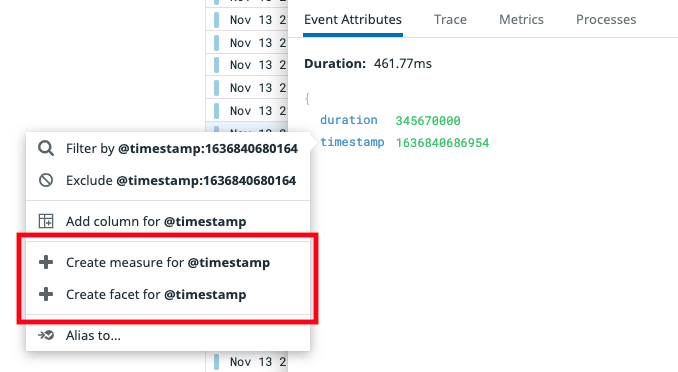 Nov 13 2
Event Attributes Trace Metrics Processes
Nov 13 2
Nov 13 2
Duration: 461.77ms
Nov 13 2
Nov 13 2
{
Nov 13 2
duration 345670000
timestamp 1636840686954
Filter by @timestamp:1636840680164
Exclude @timestamp:1636840680164
Add column for @timestamp
Create measure for @timestamp
Create facet for @timestamp
Alias to...
Nov 13 2